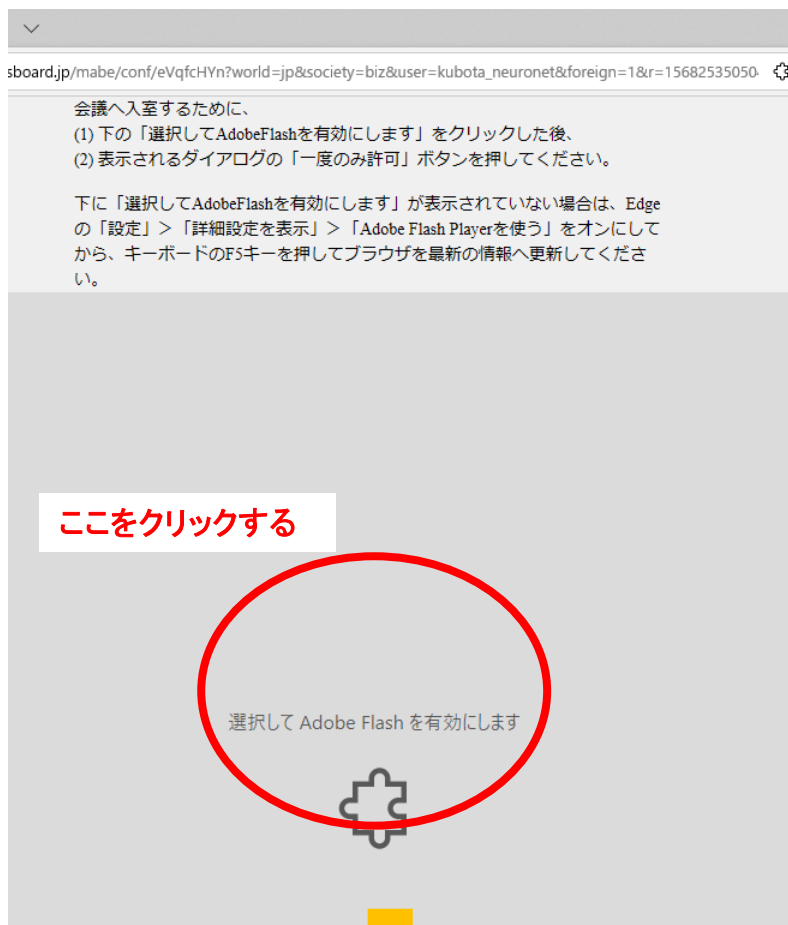 sboard.jp/mabe/conf/eVqfcHYn?world=jp&society=biz&user=kubota_neuronet&foreign=1&r=15682535050
会議へ入室するために、
(1) 下の「選択してAdobeFlashを有効にします」をクリックした後、
(2) 表示されるダイアログの「一度のみ許可」ボタンを押してください。
下に「選択してAdobeFlashを有効にします」が表示されていない場合は、Edge
の「設定」＞「詳細設定を表示」＞「Adobe Flash Playerを使う」をオンにして
から、キーボードのF5キーを押してブラウザを最新の情報へ更新してくださ
い。
ここをクリックする
選択して Adobe Flash を有効にします